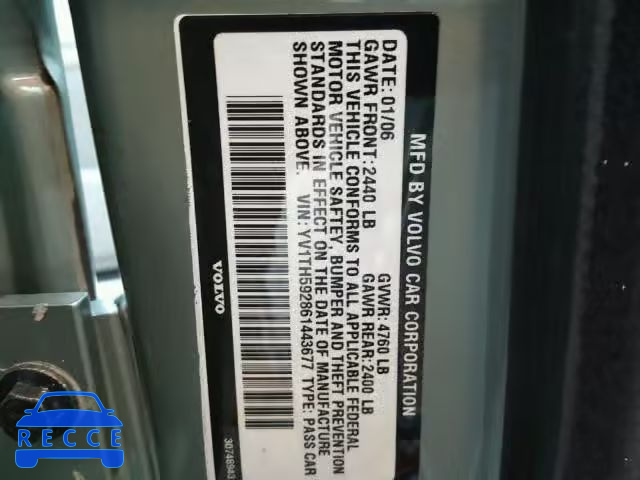 MFD BY VOLVO CAR CORPORATION
DATE: 01/06 GVWR: 4760 LB
GAWR FRONT: 2440 LB GAWR REAR: 2400 LB
THIS VEHICLE CONFORMS TO ALL APPLICABLE FEDERAL
MOTOR VEHICLE SAFTEY, BUMPER AND THEFT PREVENTION
STANDARDS IN EFFECT ON THE DATE OF MANUFACTURE
SHOWN ABOVE. VIN: YV1TH592861443677 TYPE: PASS CAR
VOLVO
RECCE